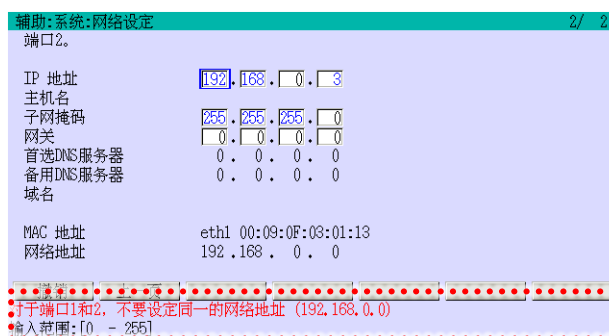 辅助:系统:网络设定 2/ 2
端口2。
IP 地址 192.168. 0. 3
主机名
子网掩码 255.255.255. 0
网关 0. 0. 0. 0
首选DNS服务器 0. 0. 0. 0
备用DNS服务器 0. 0. 0. 0
域名
MAC 地址 eth1 00:09:0F:03:01:13
网络地址 192.168. 0. 0
于端口1和2, 不要设定同一的网络地址 (192.168.0.0)
输入范围:[0 - 255]